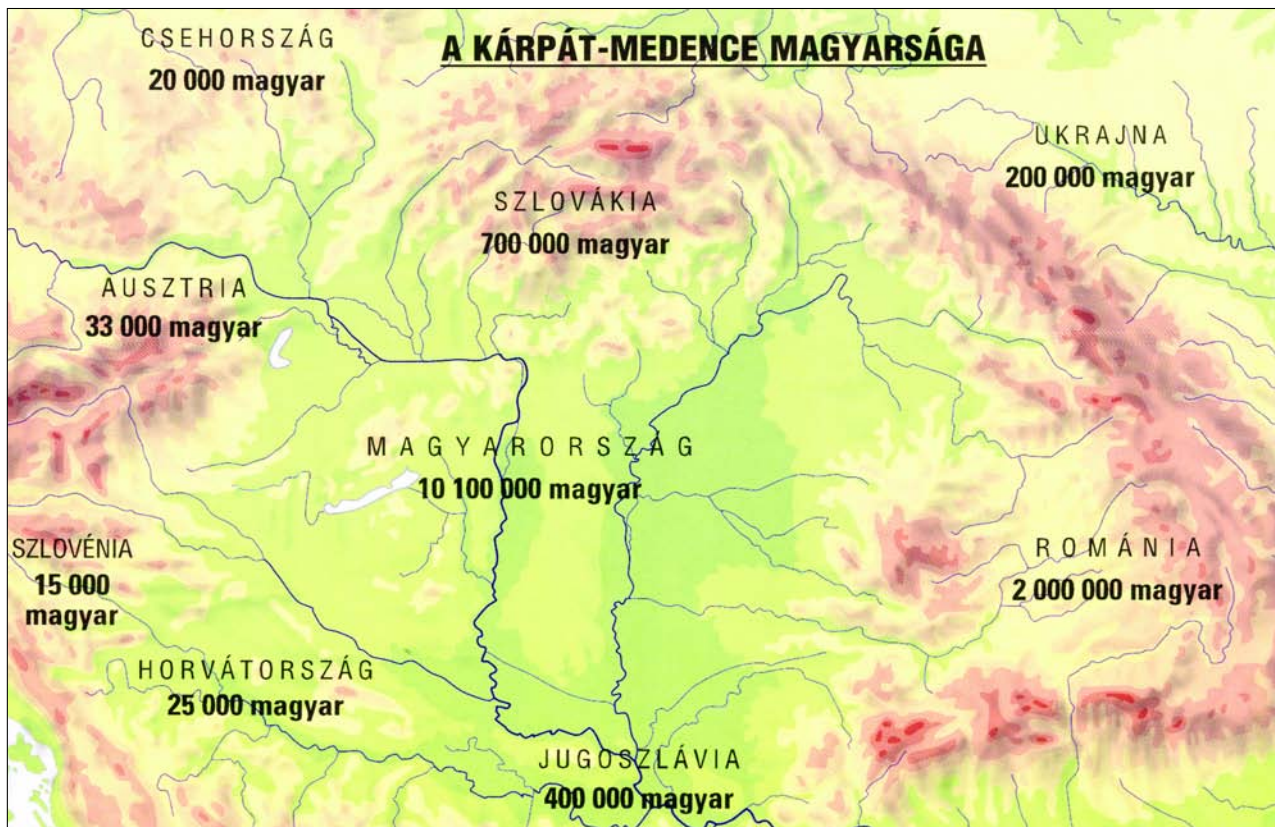 A KÁRPÁT-MEDENCE MAGYARSÁGA
CSEHORSZÁG
20 000 magyar
UKRAJNA
200 000 magyar
SZLOVÁKIA
700 000 magyar
AUSZTRIA
33 000 magyar
MAGYARORSZÁG
10 100 000 magyar
SZLOVÉNIA
15 000
magyar
ROMÁNIA
2 000 000 magyar
HORVÁTORSZÁG
25 000 magyar
JUGOSZLÁVIA
400 000 magyar